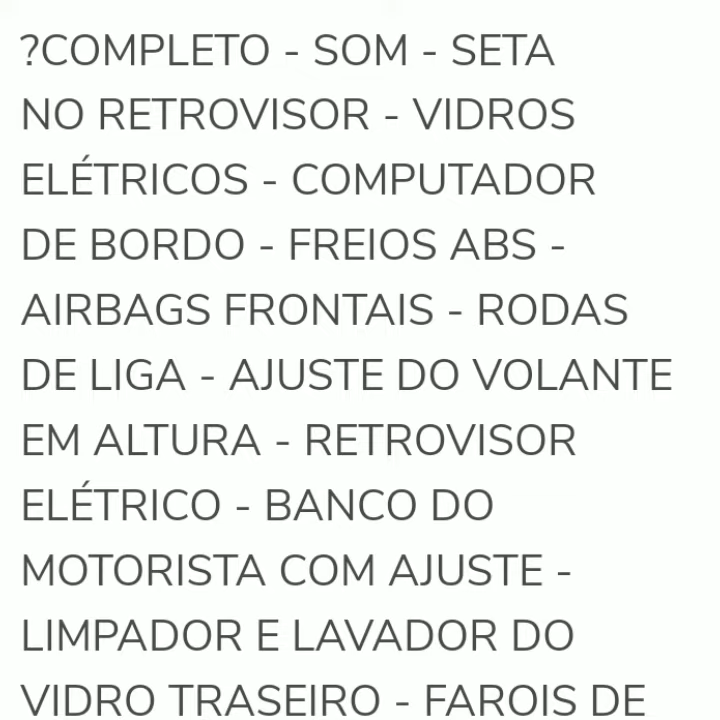 ?COMPLETO - SOM - SETA
NO RETROVISOR - VIDROS
ELÉTRICOS - COMPUTADOR
DE BORDO - FREIOS ABS -
AIRBAGS FRONTAIS - RODAS
DE LIGA - AJUSTE DO VOLANTE
EM ALTURA - RETROVISOR
ELÉTRICO - BANCO DO
MOTORISTA COM AJUSTE -
LIMPADOR E LAVADOR DO
VIDRO TRASEIRO - FAROIS DE